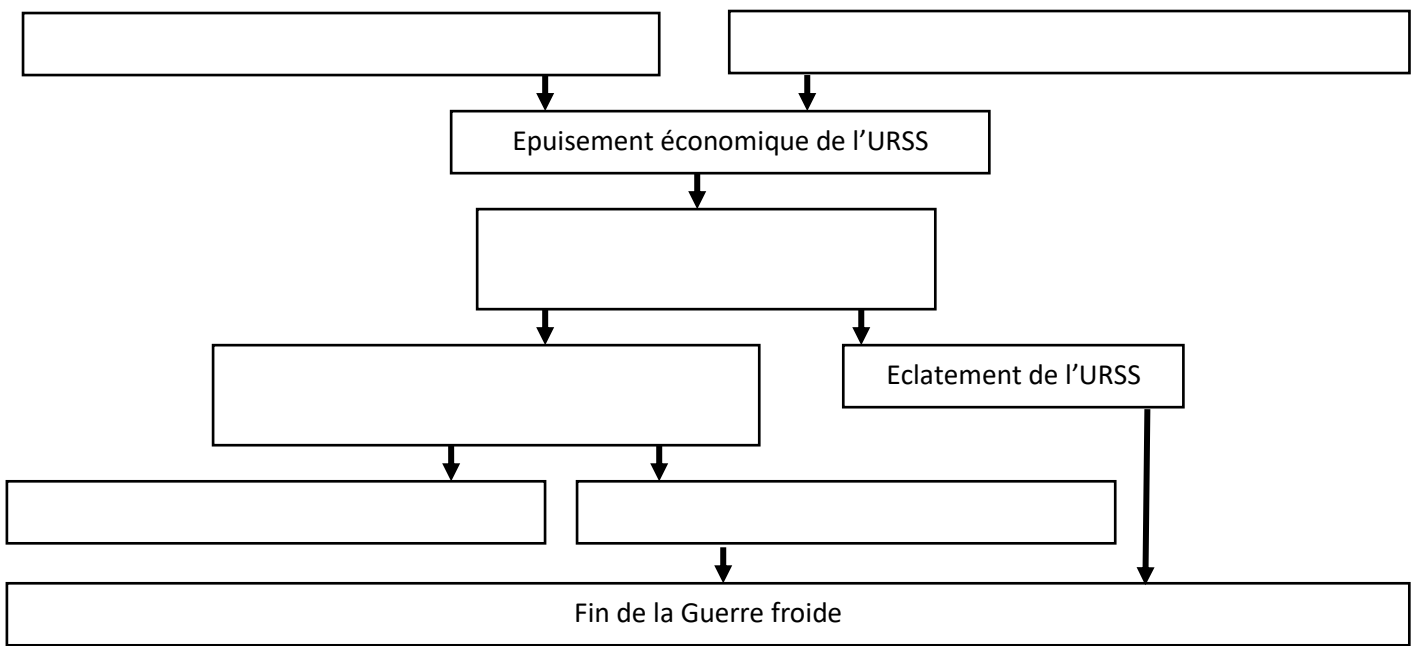 Epuisement économique de l’URSS
Eclatement de l’URSS
Fin de la Guerre froide